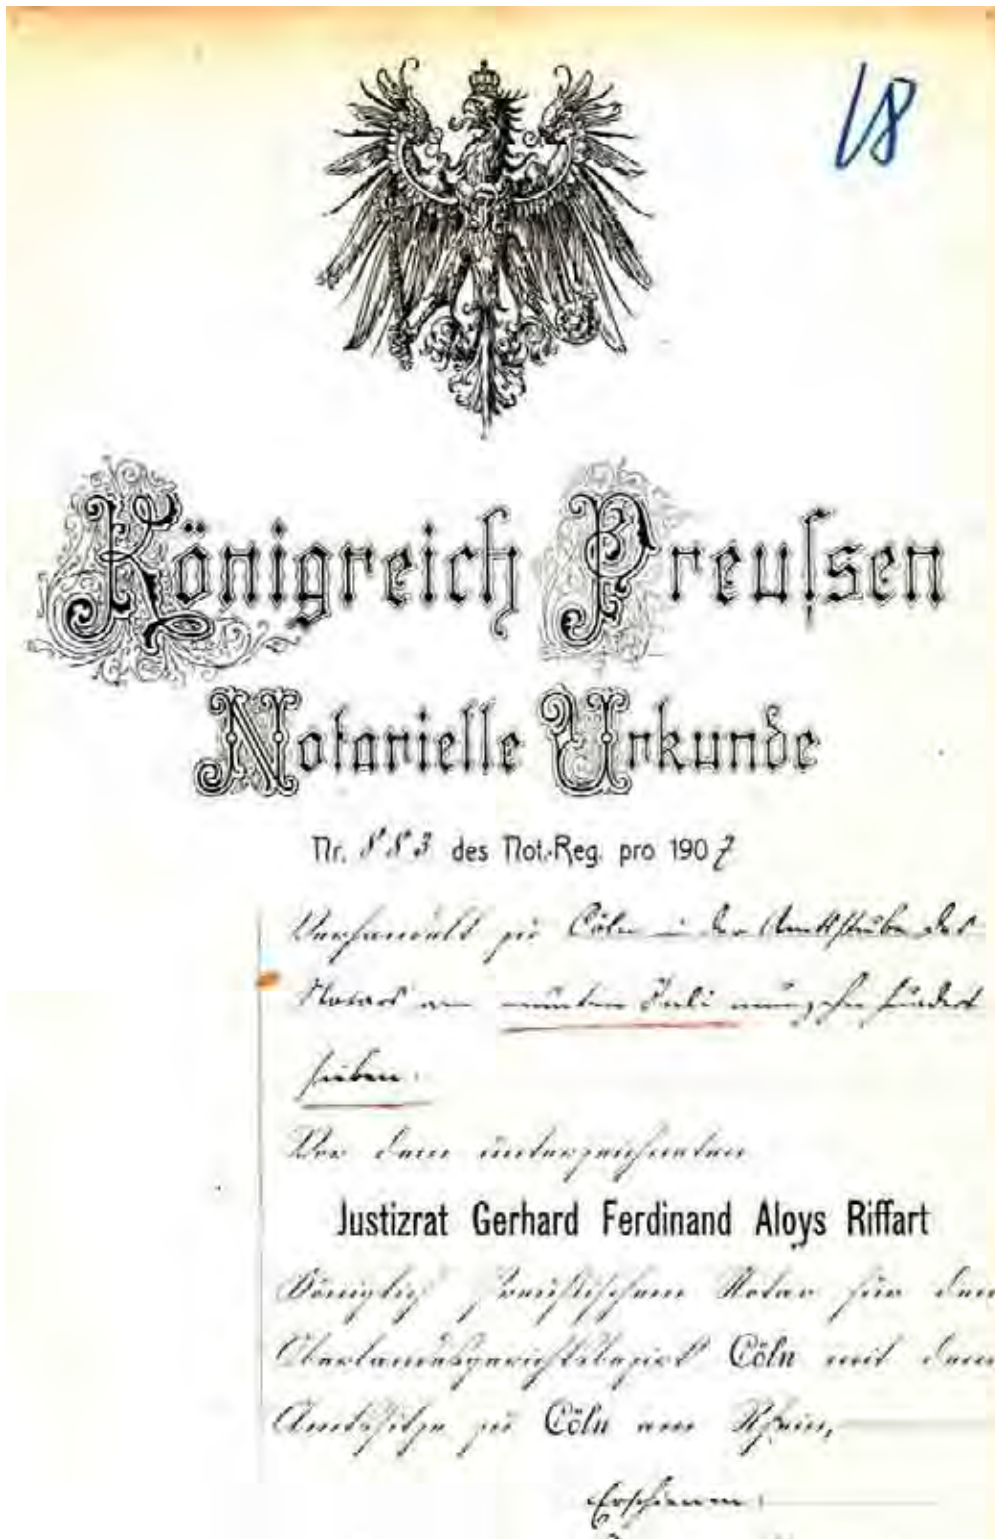 18
Königreich Preuſsen
Notarielle Urkunde
Nr. 883 des Not.-Reg. pro 1907
Verhandelt zu Cöln in der Amtsstube des
Notars am neunten Juli neunzehnhundert
sieben.
Vor dem unterzeichneten
Justizrat Gerhard Ferdinand Aloys Riffart
Königlich Preußischem Notar für den
Oberlandesgerichtsbezirk Cöln mit dem
Amtssitze zu Cöln am Rhein,
Erschienen: